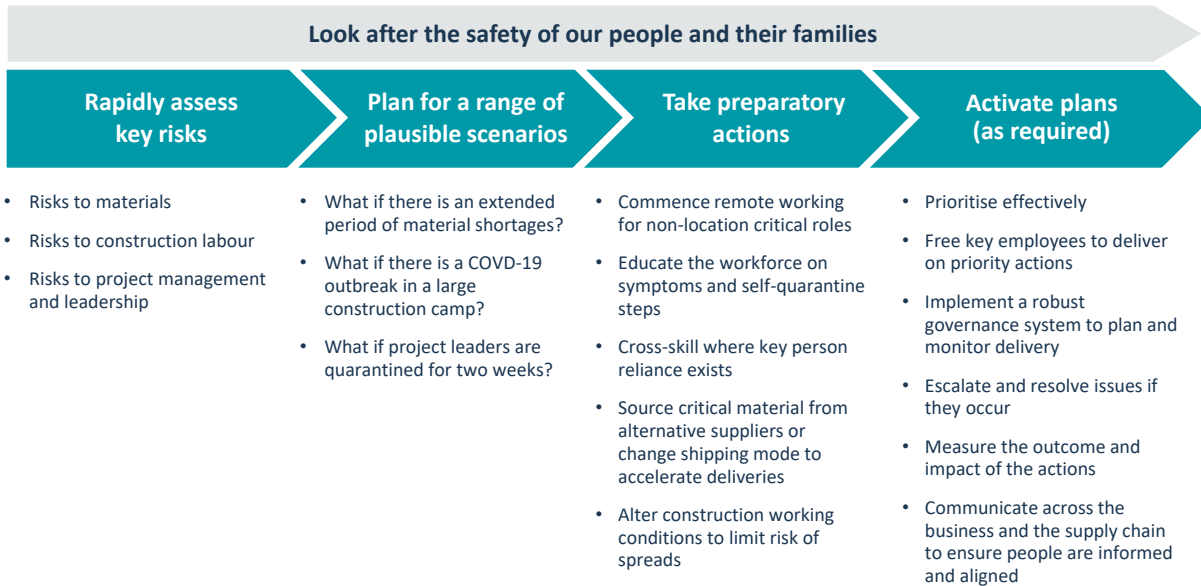 Look after the safety of our people and their families
Rapidly assess
key risks
Plan for a range of
plausible scenarios
Take preparatory
actions
Activate plans
(as required)
• Risks to materials
• Risks to construction labour
• Risks to project management
and leadership
• What if there is an extended
period of material shortages?
• What if there is a COVD-19
outbreak in a large
construction camp?
• What if project leaders are
quarantined for two weeks?
• Commence remote working
for non-location critical roles
• Educate the workforce on
symptoms and self-quarantine
steps
• Cross-skill where key person
reliance exists
• Source critical material from
alternative suppliers or
change shipping mode to
accelerate deliveries
• Alter construction working
conditions to limit risk of
spreads
• Prioritise effectively
• Free key employees to deliver
on priority actions
• Implement a robust
governance system to plan and
monitor delivery
• Escalate and resolve issues if
they occur
• Measure the outcome and
impact of the actions
• Communicate across the
business and the supply chain
to ensure people are informed
and aligned